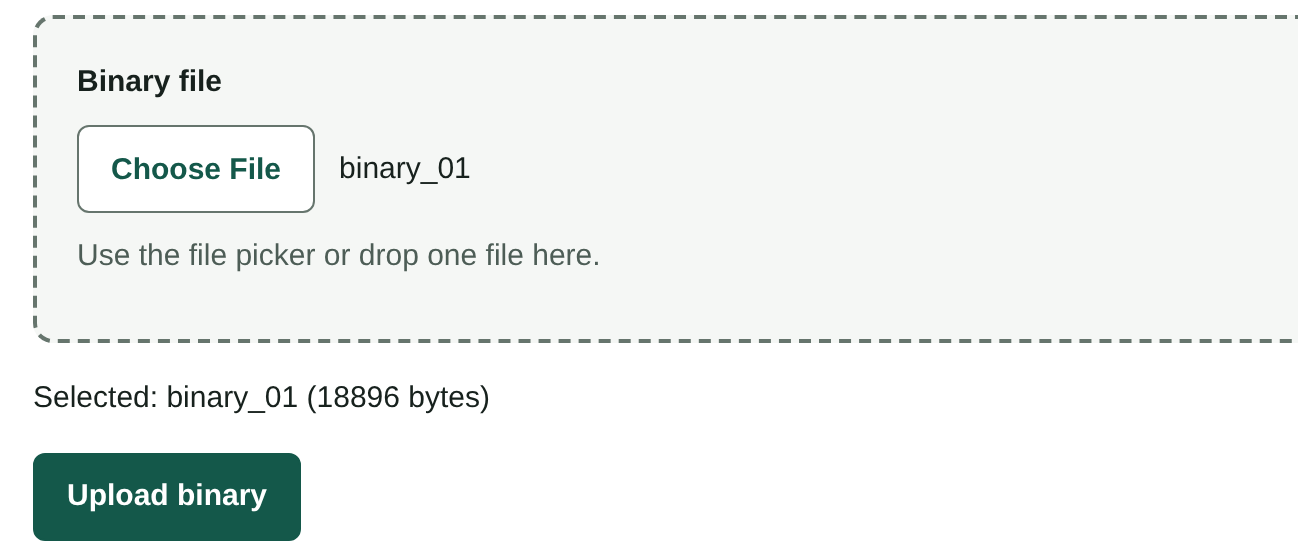 Binary file
Choose File binary_01
Use the file picker or drop one file here.
Selected: binary_01 (18896 bytes)
Upload binary